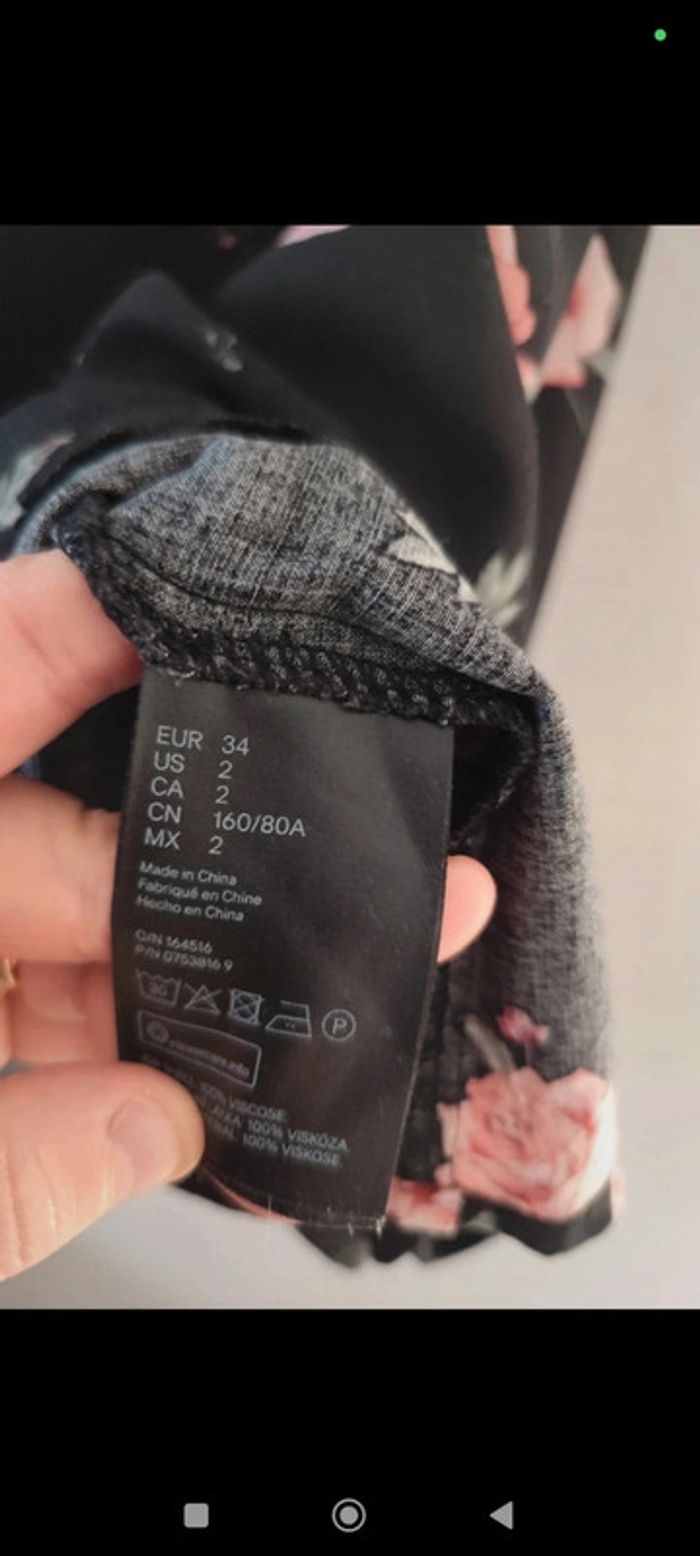 EUR 34
US 2
CA 2
CN 160/80A
MX 2
Made in China
Fabriqué en Chine
Hecho en China
O/N 164516
P/N 0753816 9
30
P
100% VISCOSE
100% VISKÓZA
100% VISKOSE